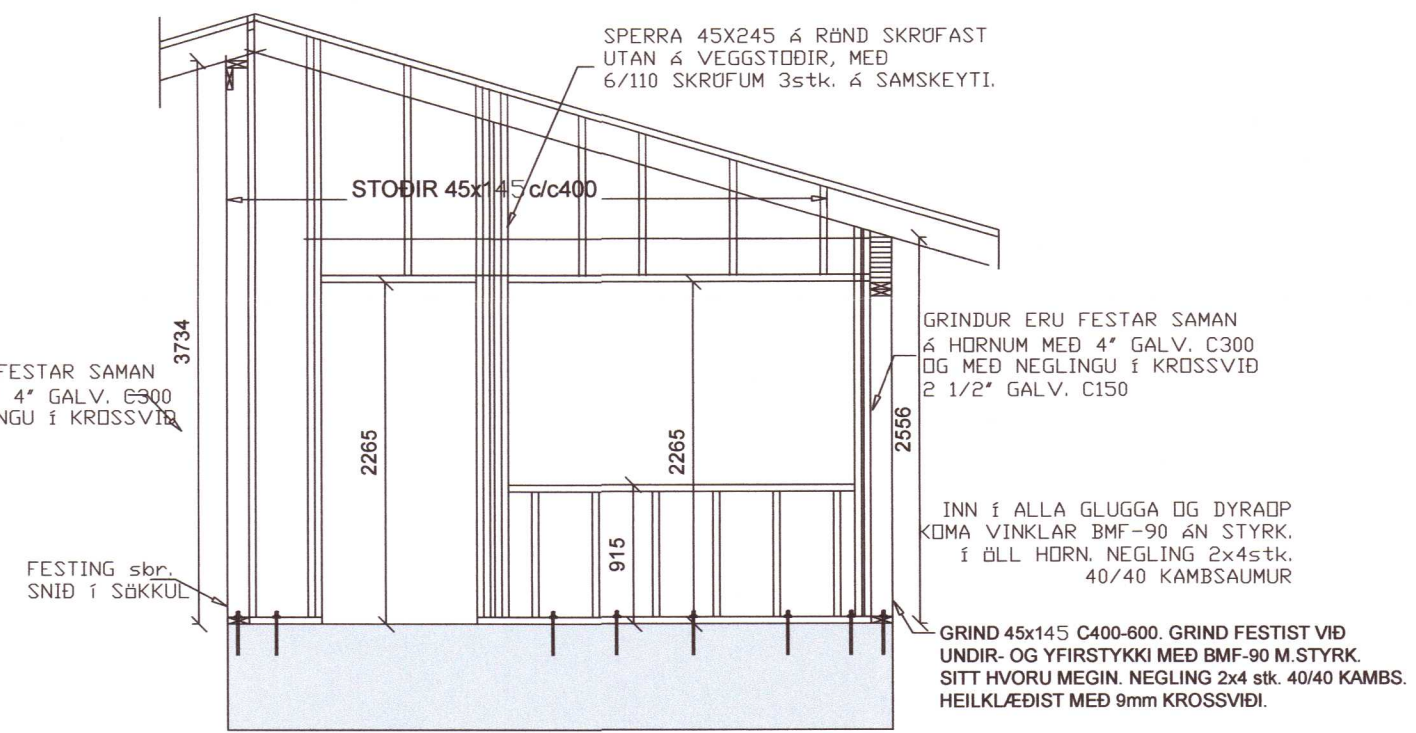 SPERRA 45X245 á RÖND SKRÚFAST
UTAN á VEGGSTOÐIR, MEÐ
6/110 SKRÚFUM 3stk. á SAMSKEYTI.
STOÐIR 45x145 c/c400
3734
FESTAR SAMAN
4" GALV. C300
NGU í KROSSVIÐ
2265
2265
915
2556
GRINDUR ERU FESTAR SAMAN
á HORNUM MEÐ 4" GALV. C300
OG MEÐ NEGLINGU í KROSSVIÐ
2 1/2" GALV. C150
INN í ALLA GLUGGA OG DYRAOP
KOMA VINKLAR BMF-90 áN STYRK.
í ÖLL HORN. NEGLING 2x4stk.
40/40 KAMBSAUMUR
FESTING sbr.
SNIÐ í SÖKKUL
GRIND 45x145 C400-600. GRIND FESTIST VIÐ
UNDIR- OG YFIRSTYKKI MEÐ BMF-90 M.STYRK.
SITT HVORU MEGIN. NEGLING 2x4 stk. 40/40 KAMBS.
HEILKLÆÐIST MEÐ 9mm KROSSVIÐI.